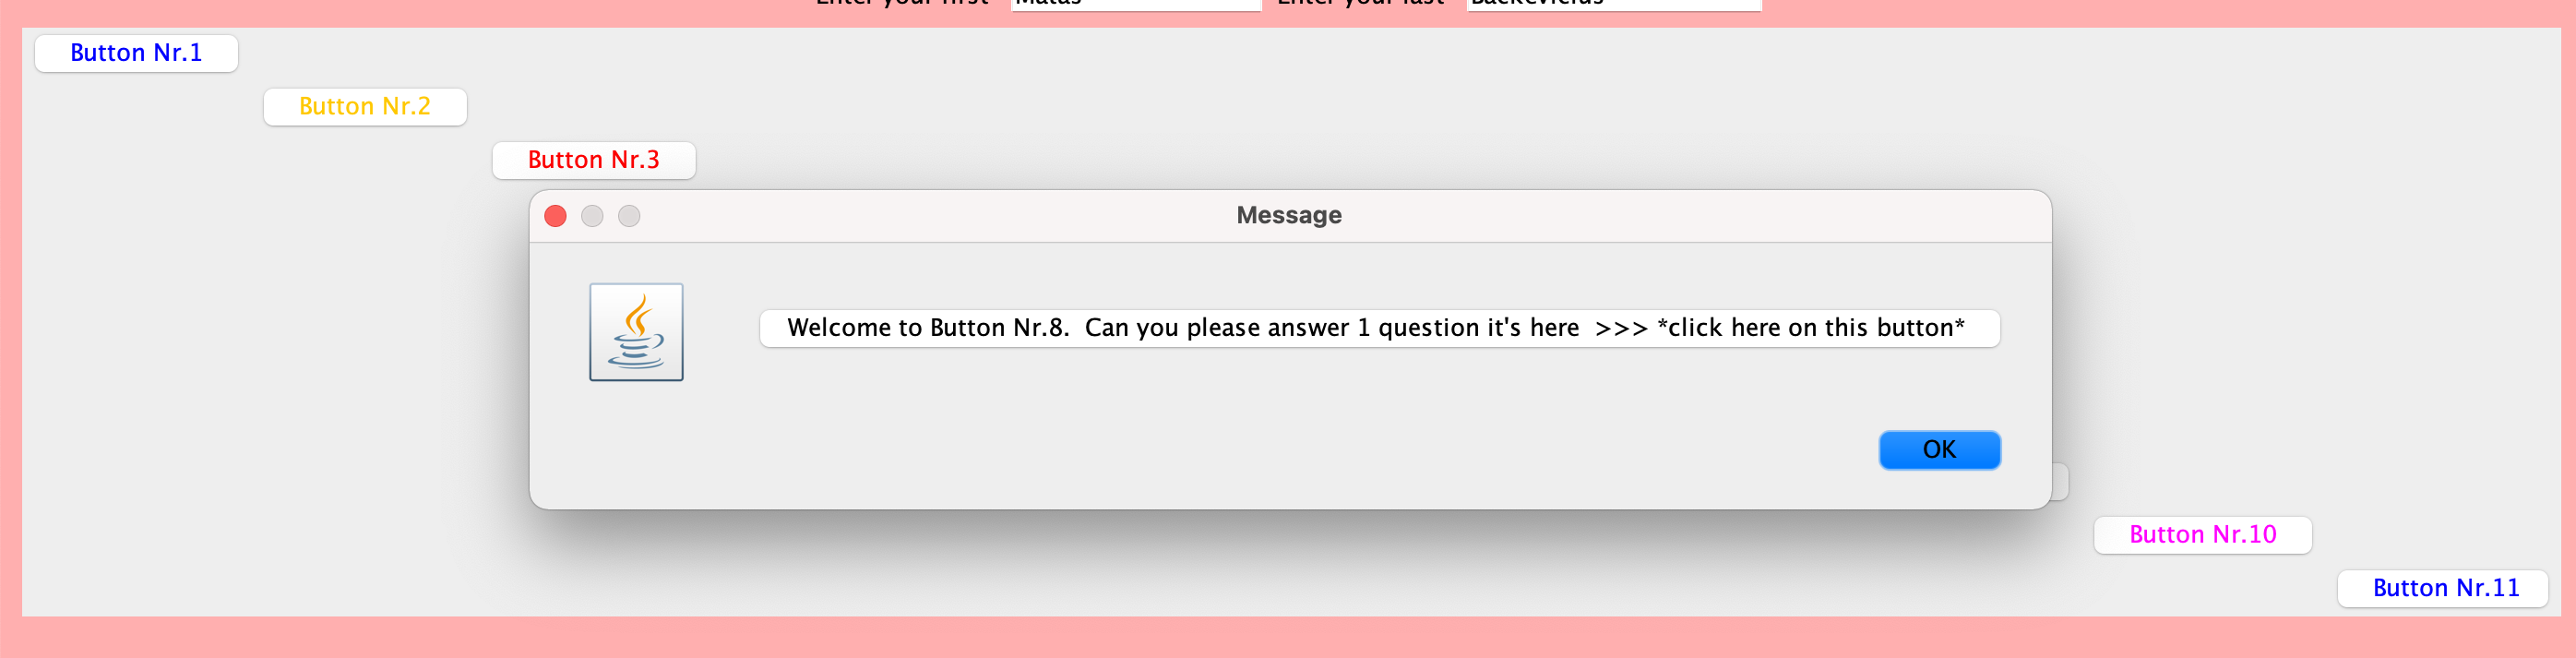 Enter your first Matas Enter your last Backevicius
Button Nr.1
Button Nr.2
Button Nr.3
Message
Welcome to Button Nr.8.  Can you please answer 1 question it's here  >>> *click here on this button*
OK
Button Nr.10
Button Nr.11